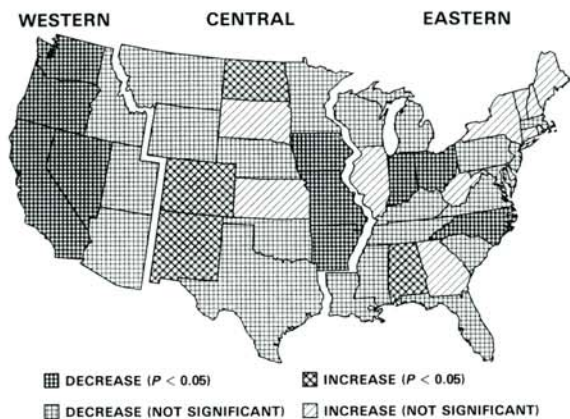 WESTERN CENTRAL EASTERN
DECREASE (P < 0.05) INCREASE (P < 0.05)
DECREASE (NOT SIGNIFICANT) INCREASE (NOT SIGNIFICANT)